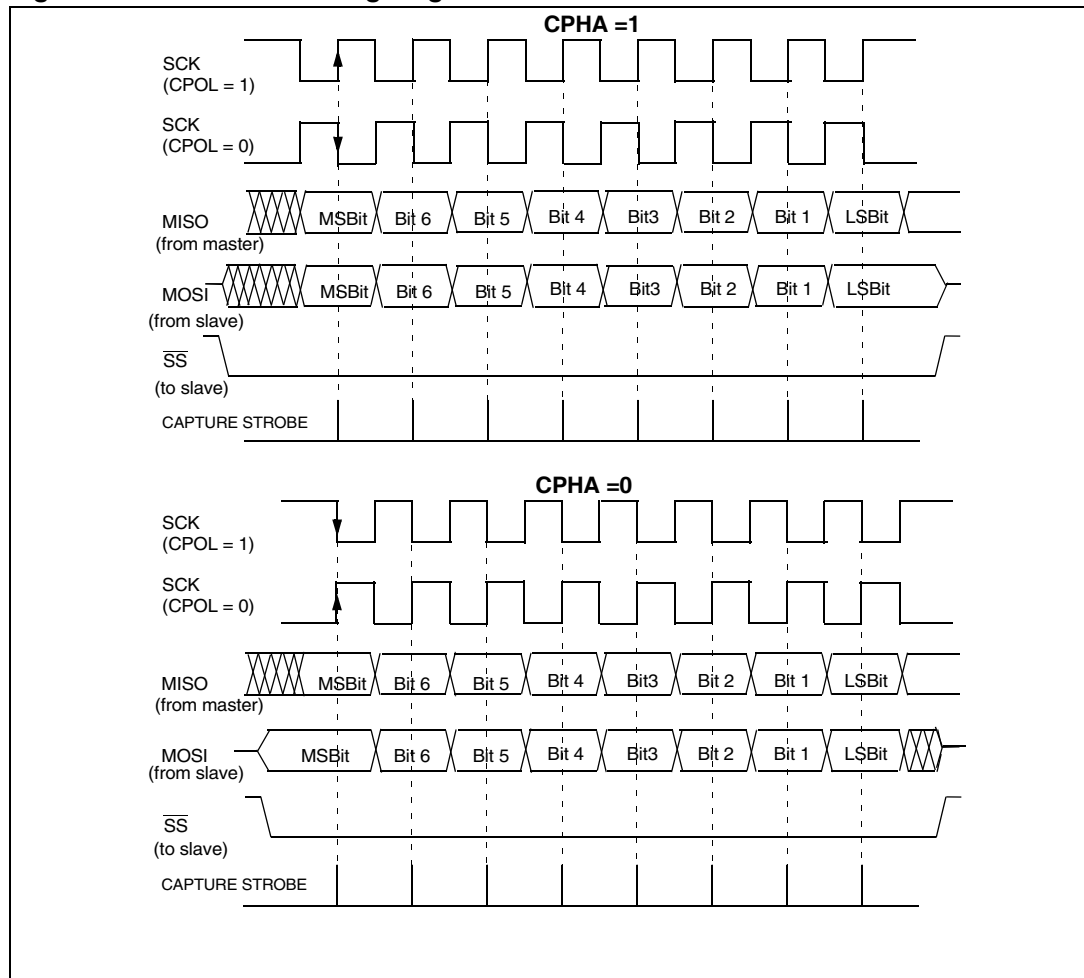 CPHA =1
SCK
(CPOL = 1)
SCK
(CPOL = 0)
MISO
(from master)
MSBit Bit 6 Bit 5 Bit 4 Bit3 Bit 2 Bit 1 LSBit
MOSI
(from slave)
MSBit Bit 6 Bit 5 Bit 4 Bit3 Bit 2 Bit 1 LSBit
SS
(to slave)
CAPTURE STROBE
CPHA =0
SCK
(CPOL = 1)
SCK
(CPOL = 0)
MISO
(from master)
MSBit Bit 6 Bit 5 Bit 4 Bit3 Bit 2 Bit 1 LSBit
MOSI
(from slave)
MSBit Bit 6 Bit 5 Bit 4 Bit3 Bit 2 Bit 1 LSBit
SS
(to slave)
CAPTURE STROBE